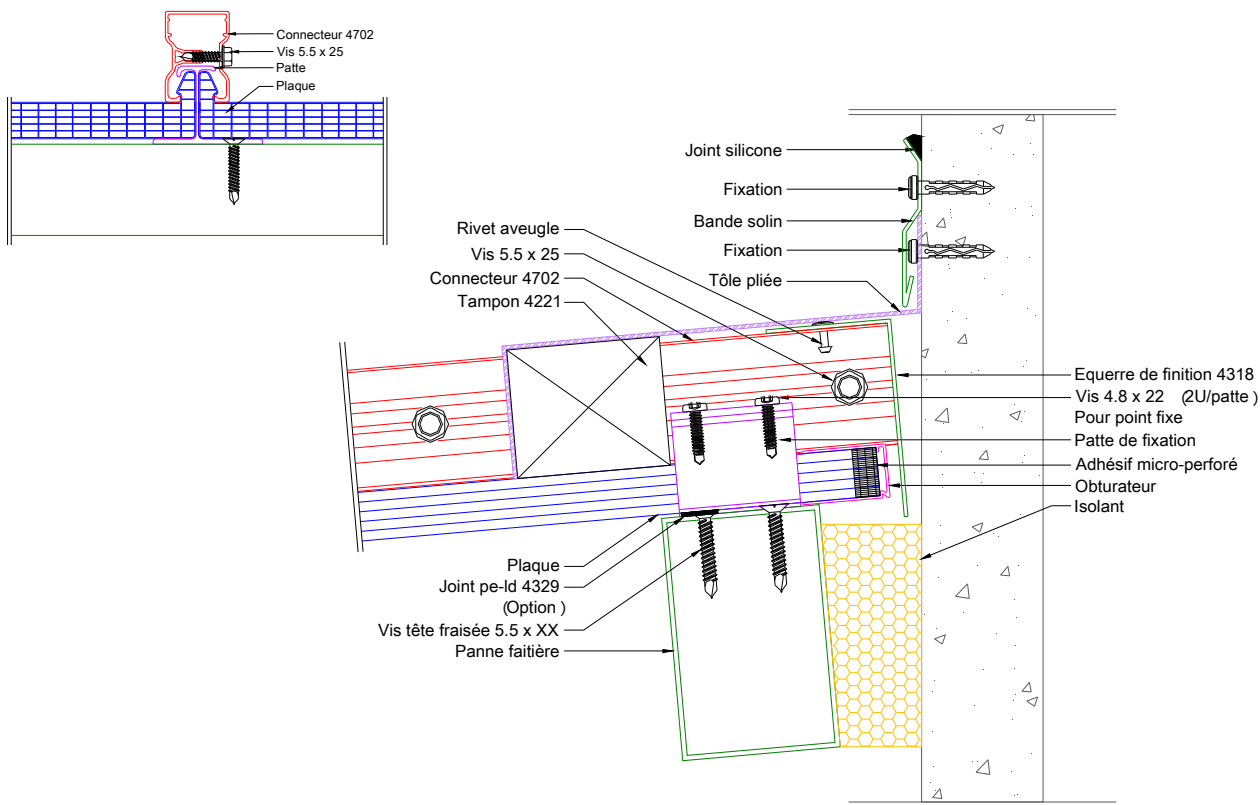 Connecteur 4702
Vis 5.5 x 25
Patte
Plaque
Joint silicone
Fixation
Bande solin
Fixation
Tôle pliée
Rivet aveugle
Vis 5.5 x 25
Connecteur 4702
Tampon 4221
Equerre de finition 4318
Vis 4.8 x 22 (2U/patte )
Pour point fixe
Patte de fixation
Adhésif micro-perforé
Obturateur
Isolant
Plaque
Joint pe-ld 4329
(Option )
Vis tête fraisée 5.5 x XX
Panne faitière